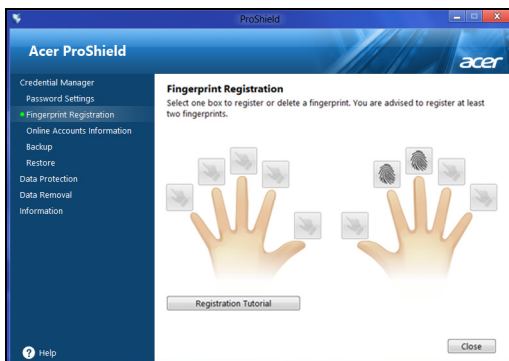 ProShield
Acer ProShield
acer
Credential Manager
Password Settings
Fingerprint Registration
Online Accounts Information
Backup
Restore
Data Protection
Data Removal
Information
Fingerprint Registration
Select one box to register or delete a fingerprint. You are advised to register at least
two fingerprints.
Registration Tutorial
? Help
Close